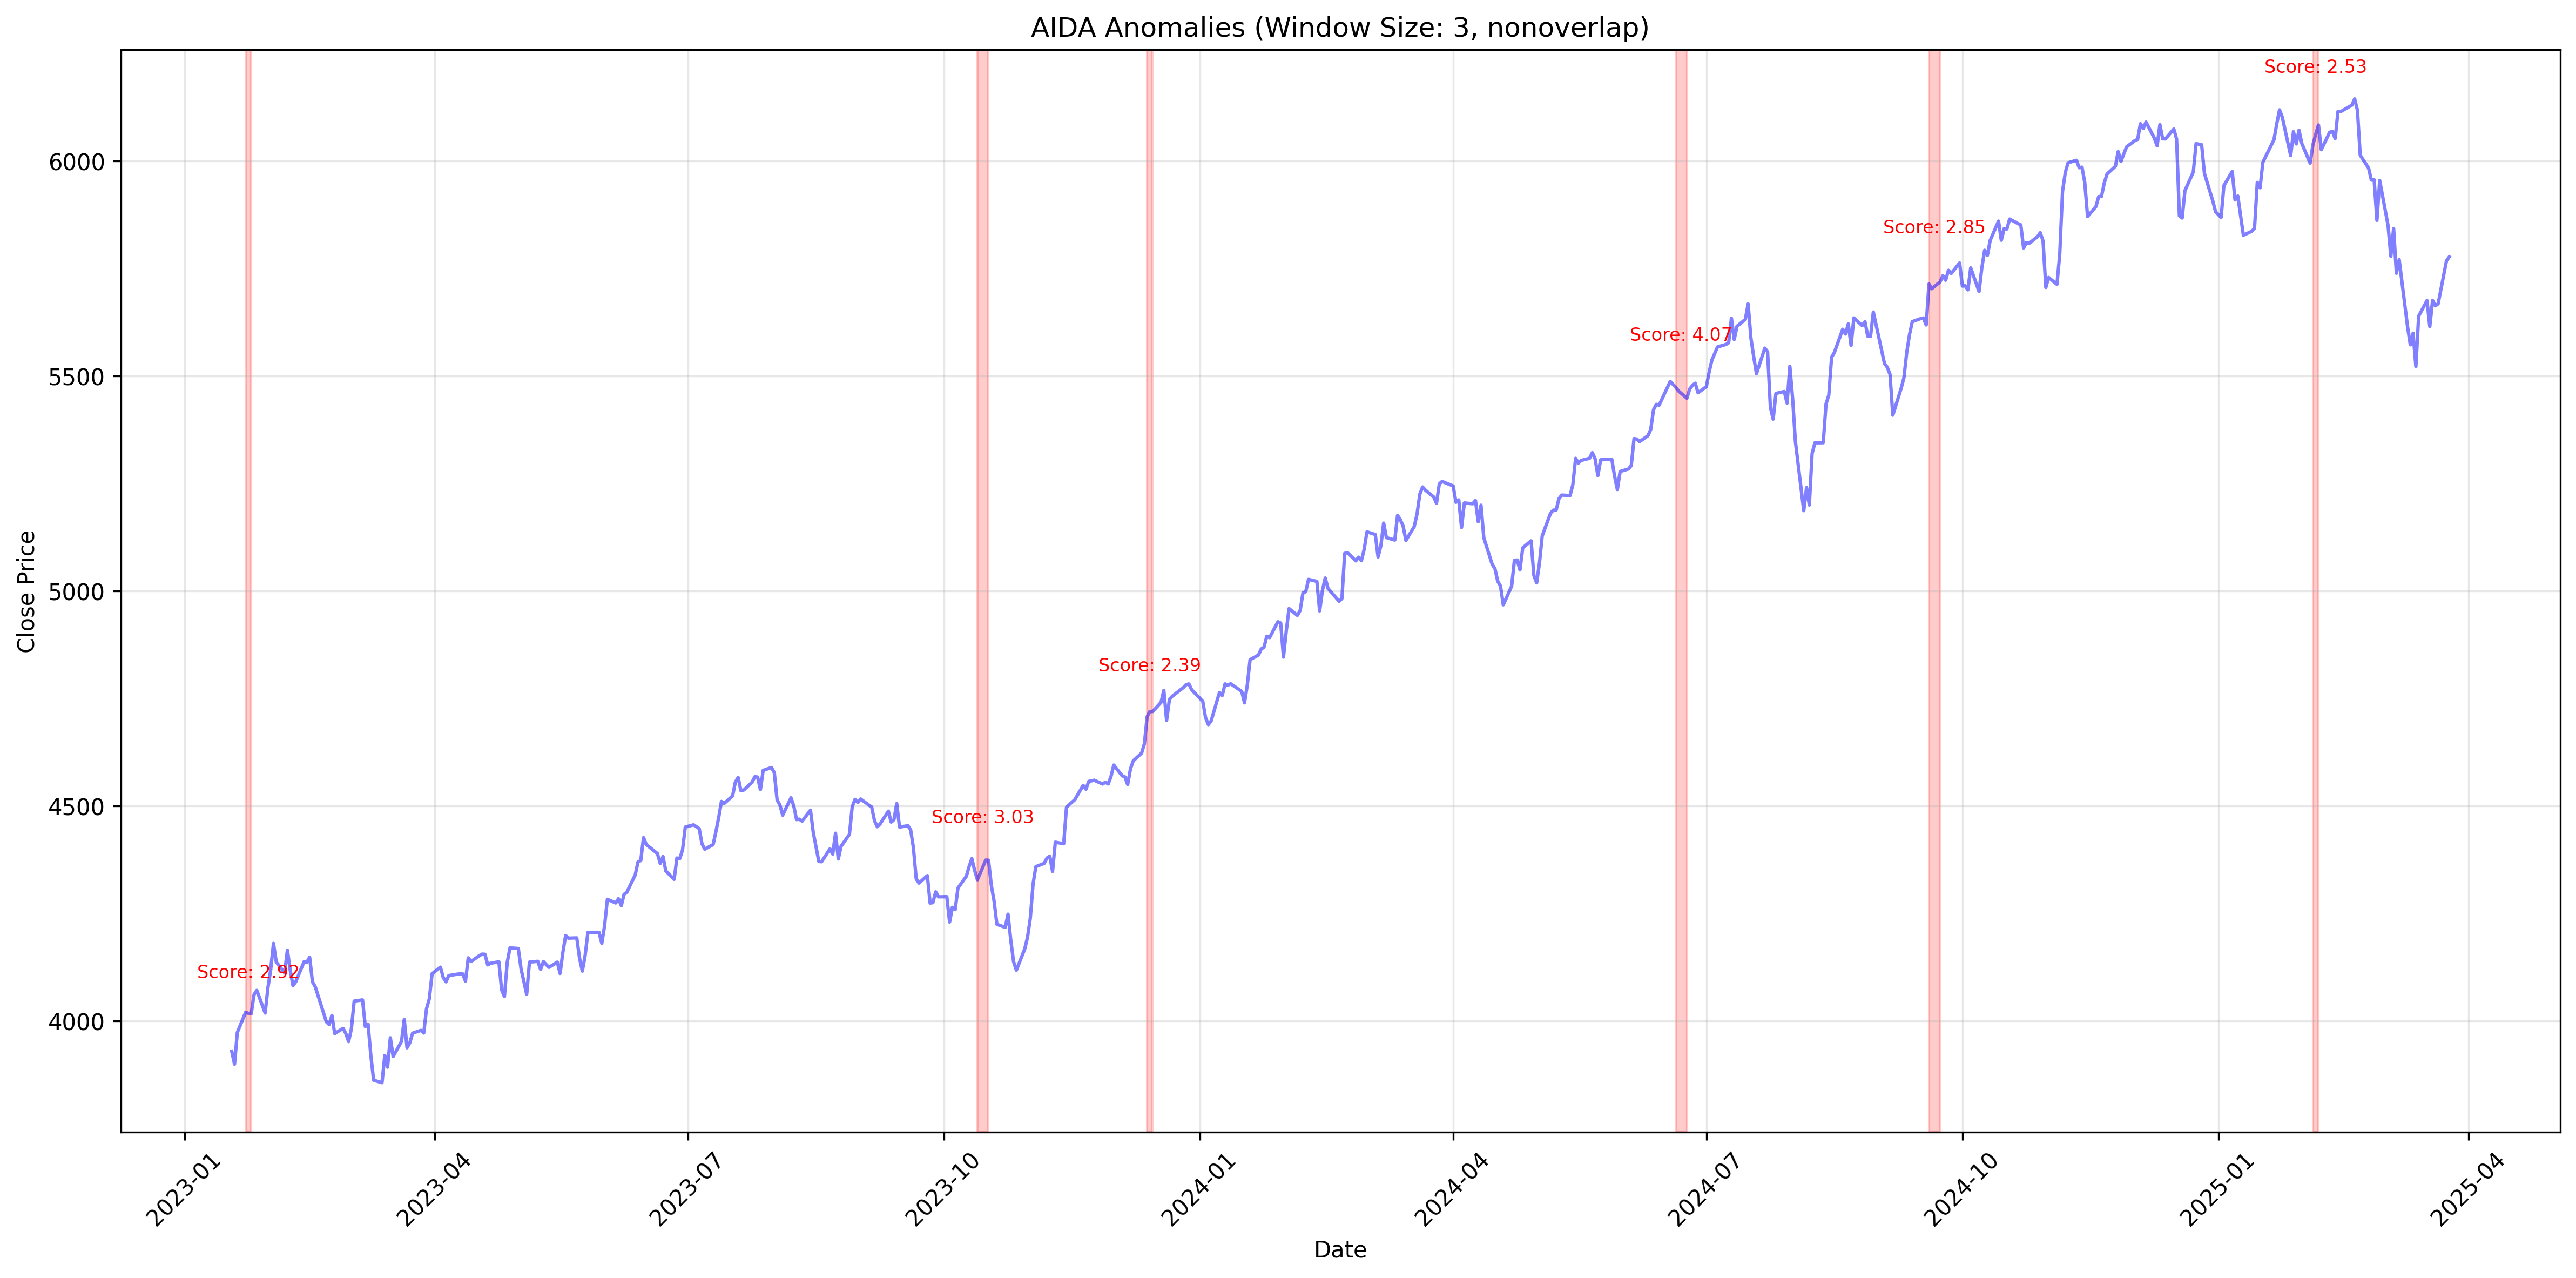 AIDA Anomalies (Window Size: 3, nonoverlap)
Score: 2.53
6000
Score: 2.85
5500
Score: 4.07
5000
Close Price
Score: 2.39
4500
Score: 3.03
Score: 2.92
4000
2023-01
2023-04
2023-07
2023-10
2024-01
2024-04
2024-07
2024-10
2025-01
2025-04
Date